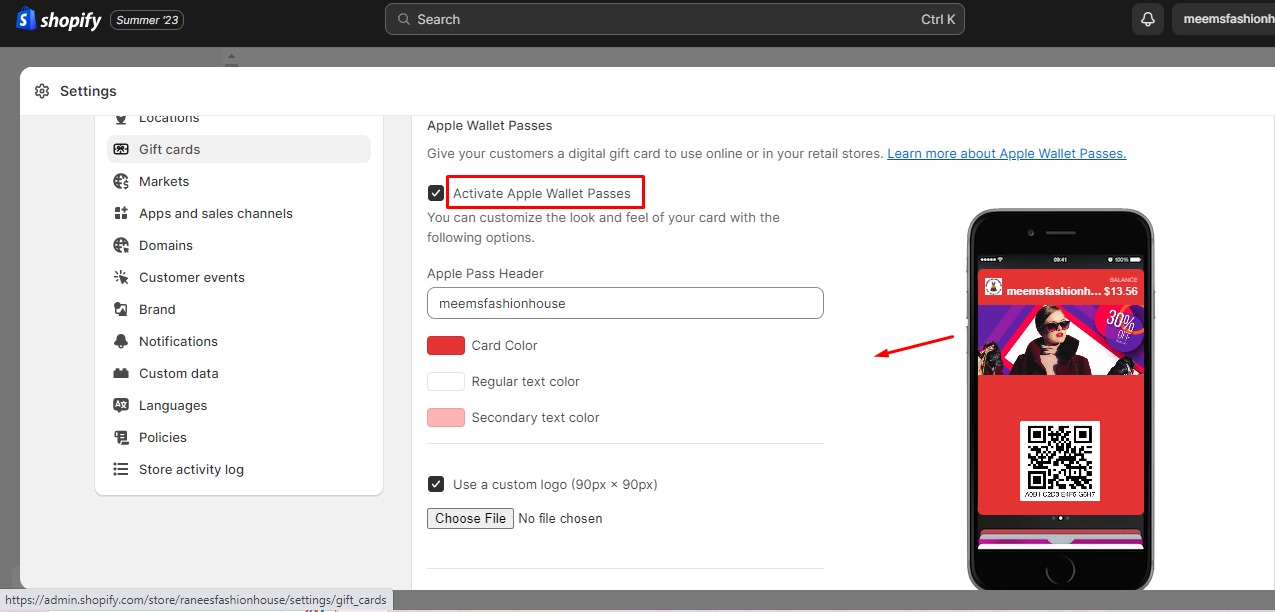 shopify Summer '23
Search Ctrl K
meemsfashionh
Settings
Locations
Gift cards
Markets
Apps and sales channels
Domains
Customer events
Brand
Notifications
Custom data
Languages
Policies
Store activity log
Apple Wallet Passes
Give your customers a digital gift card to use online or in your retail stores. Learn more about Apple Wallet Passes.
Activate Apple Wallet Passes
You can customize the look and feel of your card with the
following options.
Apple Pass Header
meemsfashionhouse
Card Color
Regular text color
Secondary text color
Use a custom logo (90px × 90px)
Choose File No file chosen
09:41 100%
BALANCE
meemsfashionh... $13.56
30%
OFF
A0B1 C2D3 E4F5 G6H7
https://admin.shopify.com/store/raneesfashionhouse/settings/gift_cards